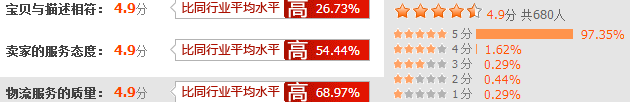 宝贝与描述相符： 4.9分 比同行业平均水平 高 26.73%
卖家的服务态度： 4.9分 比同行业平均水平 高 54.44%
物流服务的质量： 4.9分 比同行业平均水平 高 68.97%
4.9分 共680人
5分 97.35%
4分 1.62%
3分 0.29%
2分 0.44%
1分 0.29%